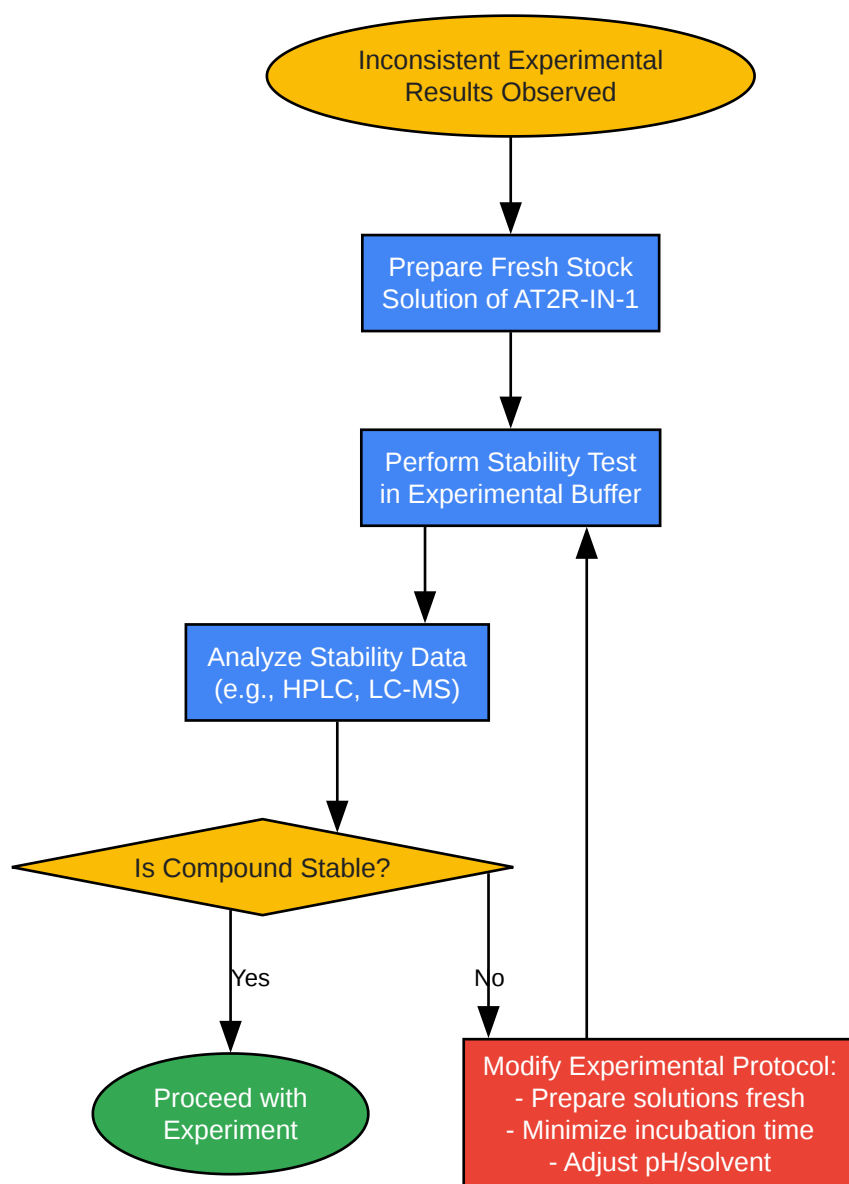 Inconsistent Experimental
Results Observed
Prepare Fresh Stock
Solution of AT2R-IN-1
Perform Stability Test
in Experimental Buffer
Analyze Stability Data
(e.g., HPLC, LC-MS)
Is Compound Stable?
Yes
No
Proceed with
Experiment
Modify Experimental Protocol:
- Prepare solutions fresh
- Minimize incubation time
- Adjust pH/solvent